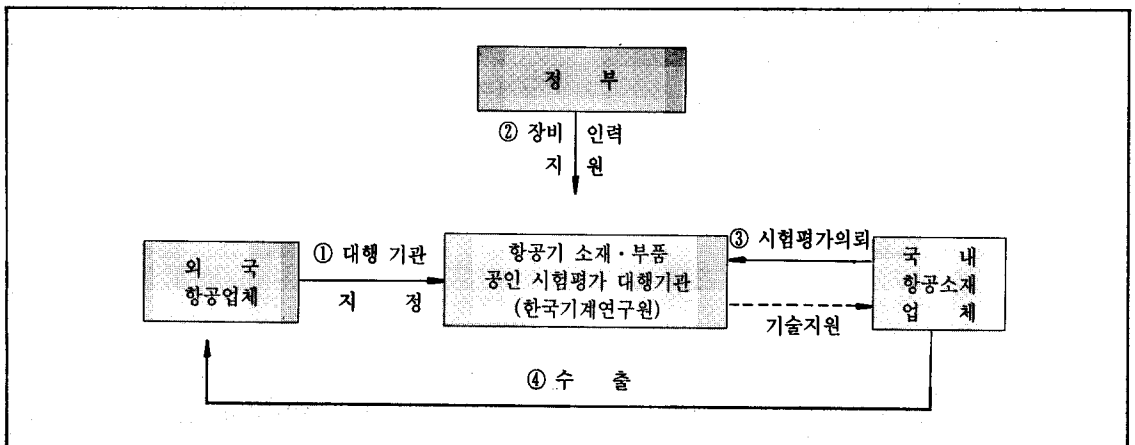 정 부
② 장비 인력
지 원
외 국
항공업체
① 대행 기관
지 정
항공기 소재·부품
공인 시험평가 대행기관
(한국기계연구원)
③ 시험평가의뢰
기술지원
국 내
항공소재
업 체
④ 수 출